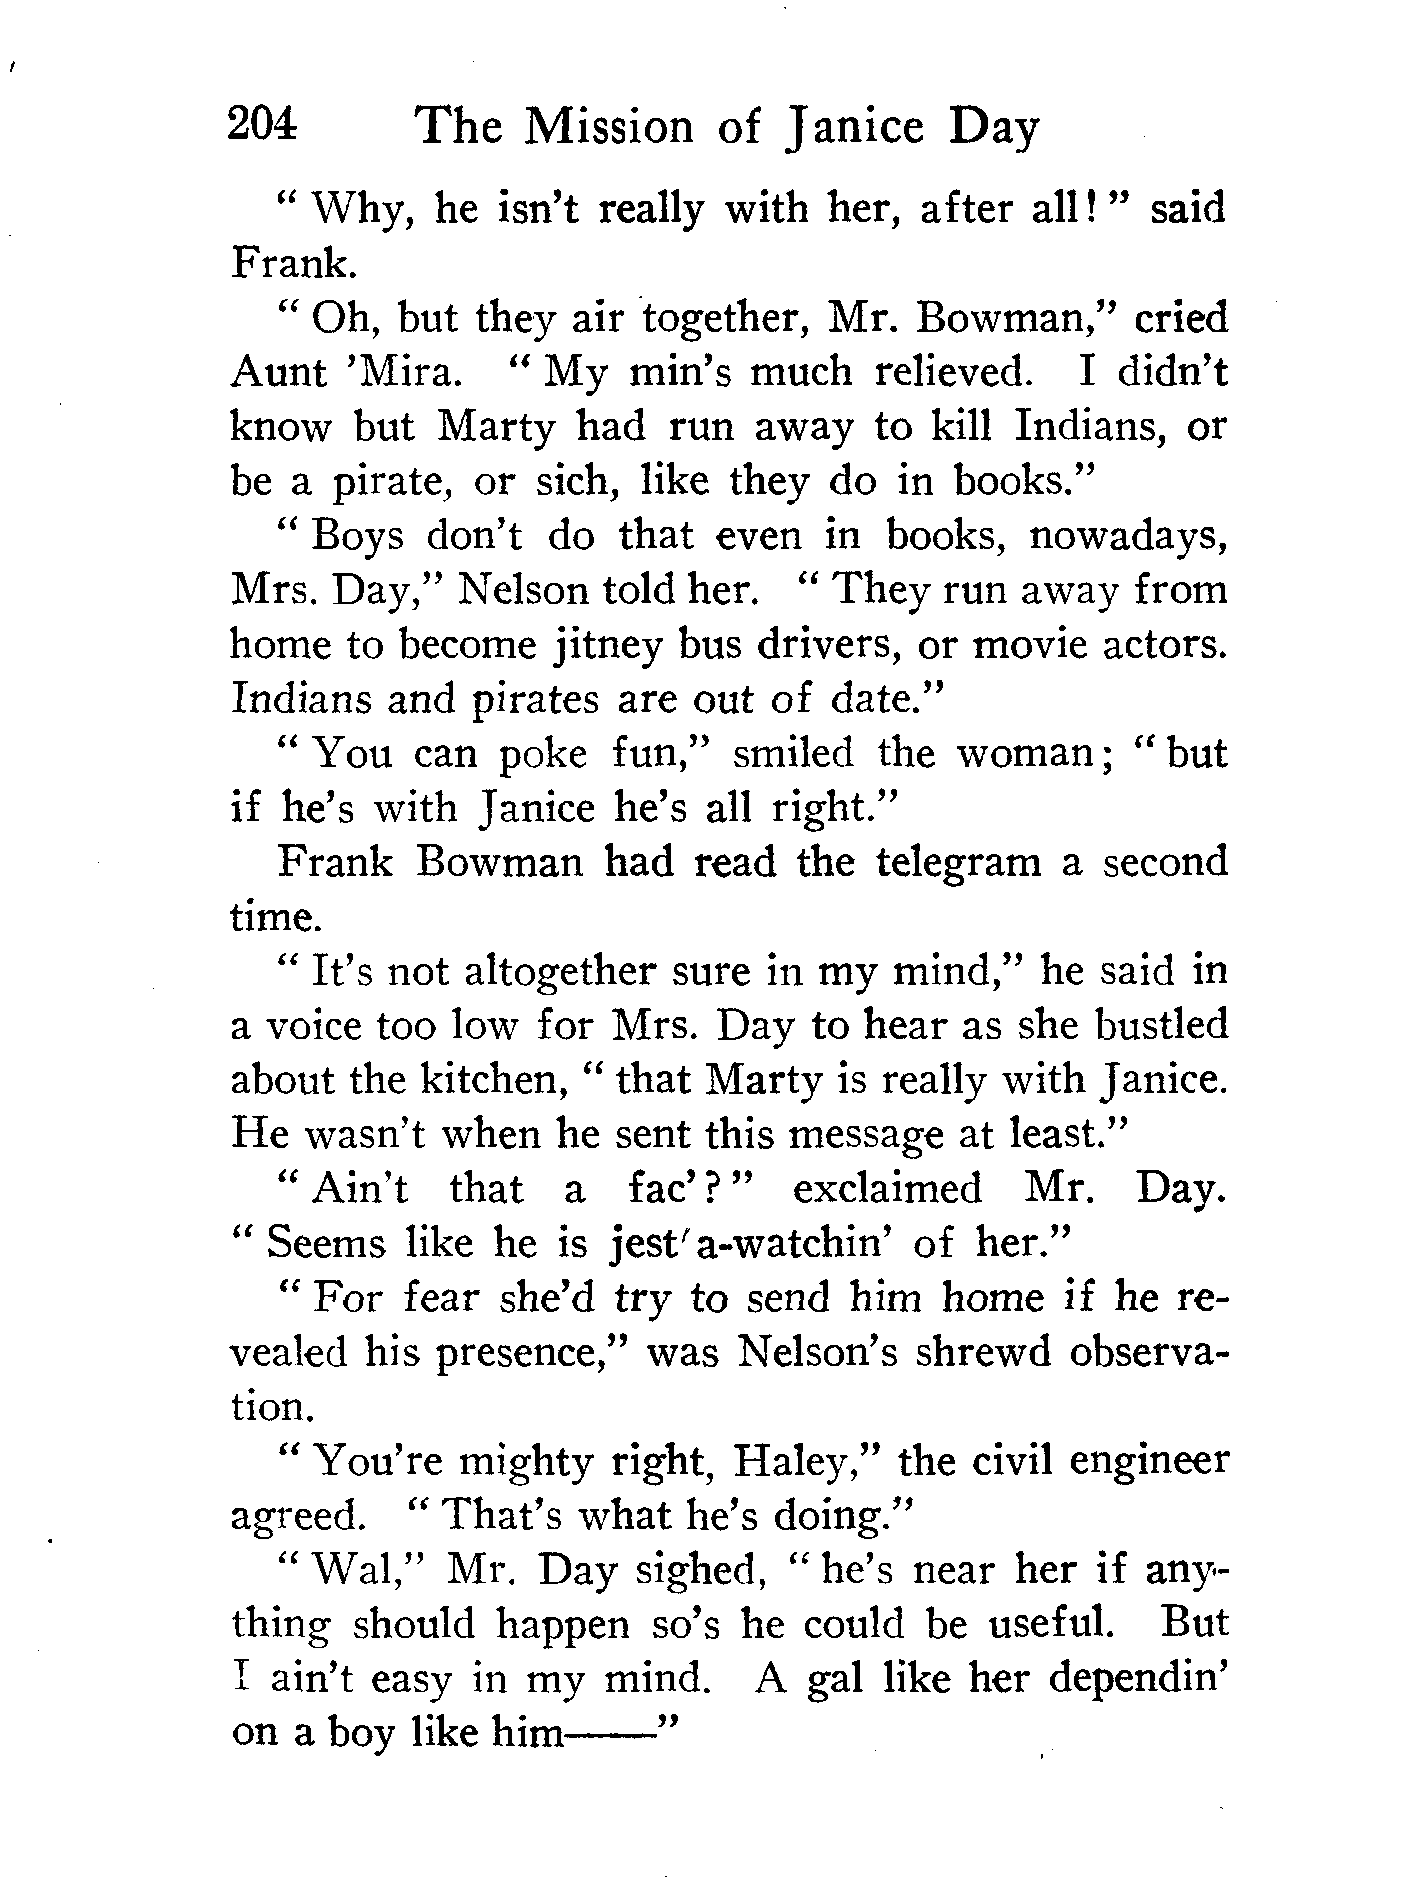 204 The Mission of Janice Day
“ Why, he isn’t really with her, after all! ” said
Frank.
“ Oh, but they air together, Mr. Bowman,” cried
Aunt ’Mira. “ My min’s much relieved. I didn’t
know but Marty had run away to kill Indians, or
be a pirate, or sich, like they do in books.”
“ Boys don’t do that even in books, nowadays,
Mrs. Day,” Nelson told her. “ They run away from
home to become jitney bus drivers, or movie actors.
Indians and pirates are out of date.”
“ You can poke fun,” smiled the woman; “ but
if he’s with Janice he’s all right.”
Frank Bowman had read the telegram a second
time.
“ It’s not altogether sure in my mind,” he said in
a voice too low for Mrs. Day to hear as she bustled
about the kitchen, “ that Marty is really with Janice.
He wasn’t when he sent this message at least.”
“ Ain’t that a fac’? ” exclaimed Mr. Day.
“ Seems like he is jest’ a-watchin’ of her.”
“ For fear she’d try to send him home if he re-
vealed his presence,” was Nelson’s shrewd observa-
tion.
“ You’re mighty right, Haley,” the civil engineer
agreed. “ That’s what he’s doing.”
“ Wal,” Mr. Day sighed, “ he’s near her if any-
thing should happen so’s he could be useful. But
I ain’t easy in my mind. A gal like her dependin’
on a boy like him——”